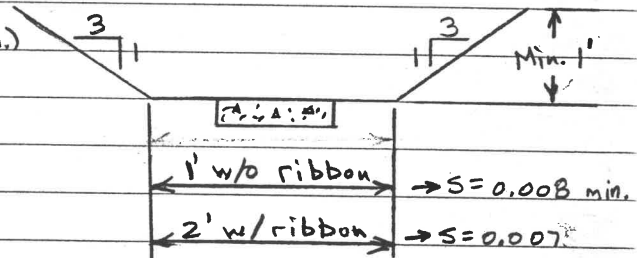 .)
3
1
1
3
Min. 1'
1' w/o ribbon → S=0.008 min.
2' w/ribbon → S=0.007